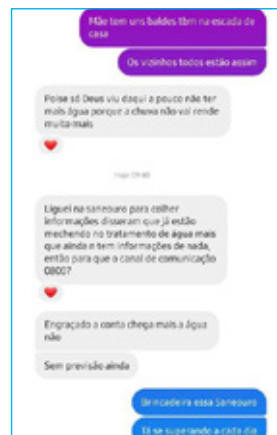 Mãe tem uns baldes tbm na escada de
casa
Os vizinhos todos estão assim
Poise só Deus viu daqui a pouco não ter
mais água porque a chuva não vai rende
muita mais
Hoje 09:40
Liguei na saneouro para colher
informações disseram que já estão
mechendo no tratamento de água mais
que ainda n tem informações de nada,
então para que o canal de comunicação
0800?
Engraçado a conta chega mais a água
não
Sem previsão ainda
Brincadeira essa Saneouro
Tá se superando a cada dia